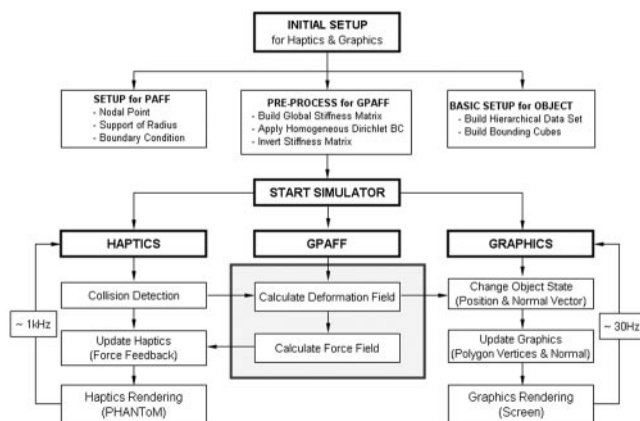 INITIAL SETUP
for Haptics & Graphics
SETUP for PAFF
- Nodal Point
- Support of Radius
- Boundary Condition
PRE-PROCESS for GPAFF
- Build Global Stiffness Matrix
- Apply Homogeneous Dirichlet BC
- Invert Stiffness Matrix
BASIC SETUP for OBJECT
- Build Hierarchical Data Set
- Build Bounding Cubes
START SIMULATOR
HAPTICS
GPAFF
GRAPHICS
Collision Detection
Calculate Deformation Field
Change Object State
(Position & Normal Vector)
~ 1kHz
Update Haptics
(Force Feedback)
Calculate Force Field
Update Graphics
(Polygon Vertices & Normal)
~ 30Hz
Haptics Rendering
(PHANToM)
Graphics Rendering
(Screen)